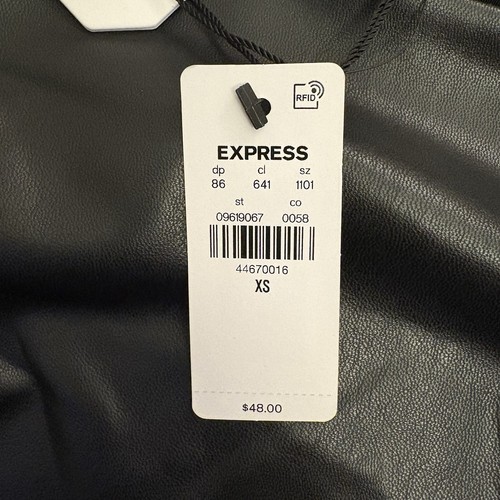 RFID
EXPRESS
dp cl sz
86 641 1101
st co
09619067 0058
44670016
XS
$48.00